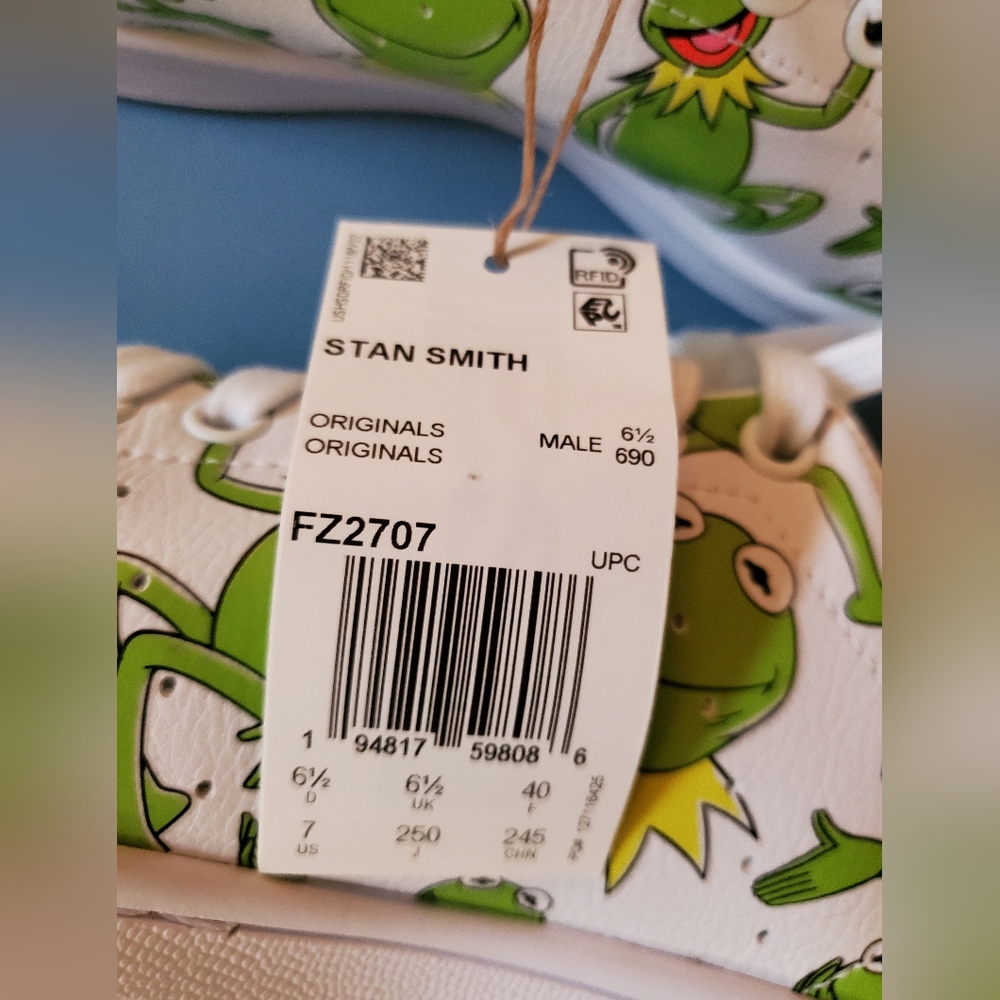 RFID
STAN SMITH
ORIGINALS
ORIGINALS
MALE 6½
690
FZ2707
UPC
1 94817 59808 6
6½ 6½ 40
D UK F
7 250 245
US J CHN